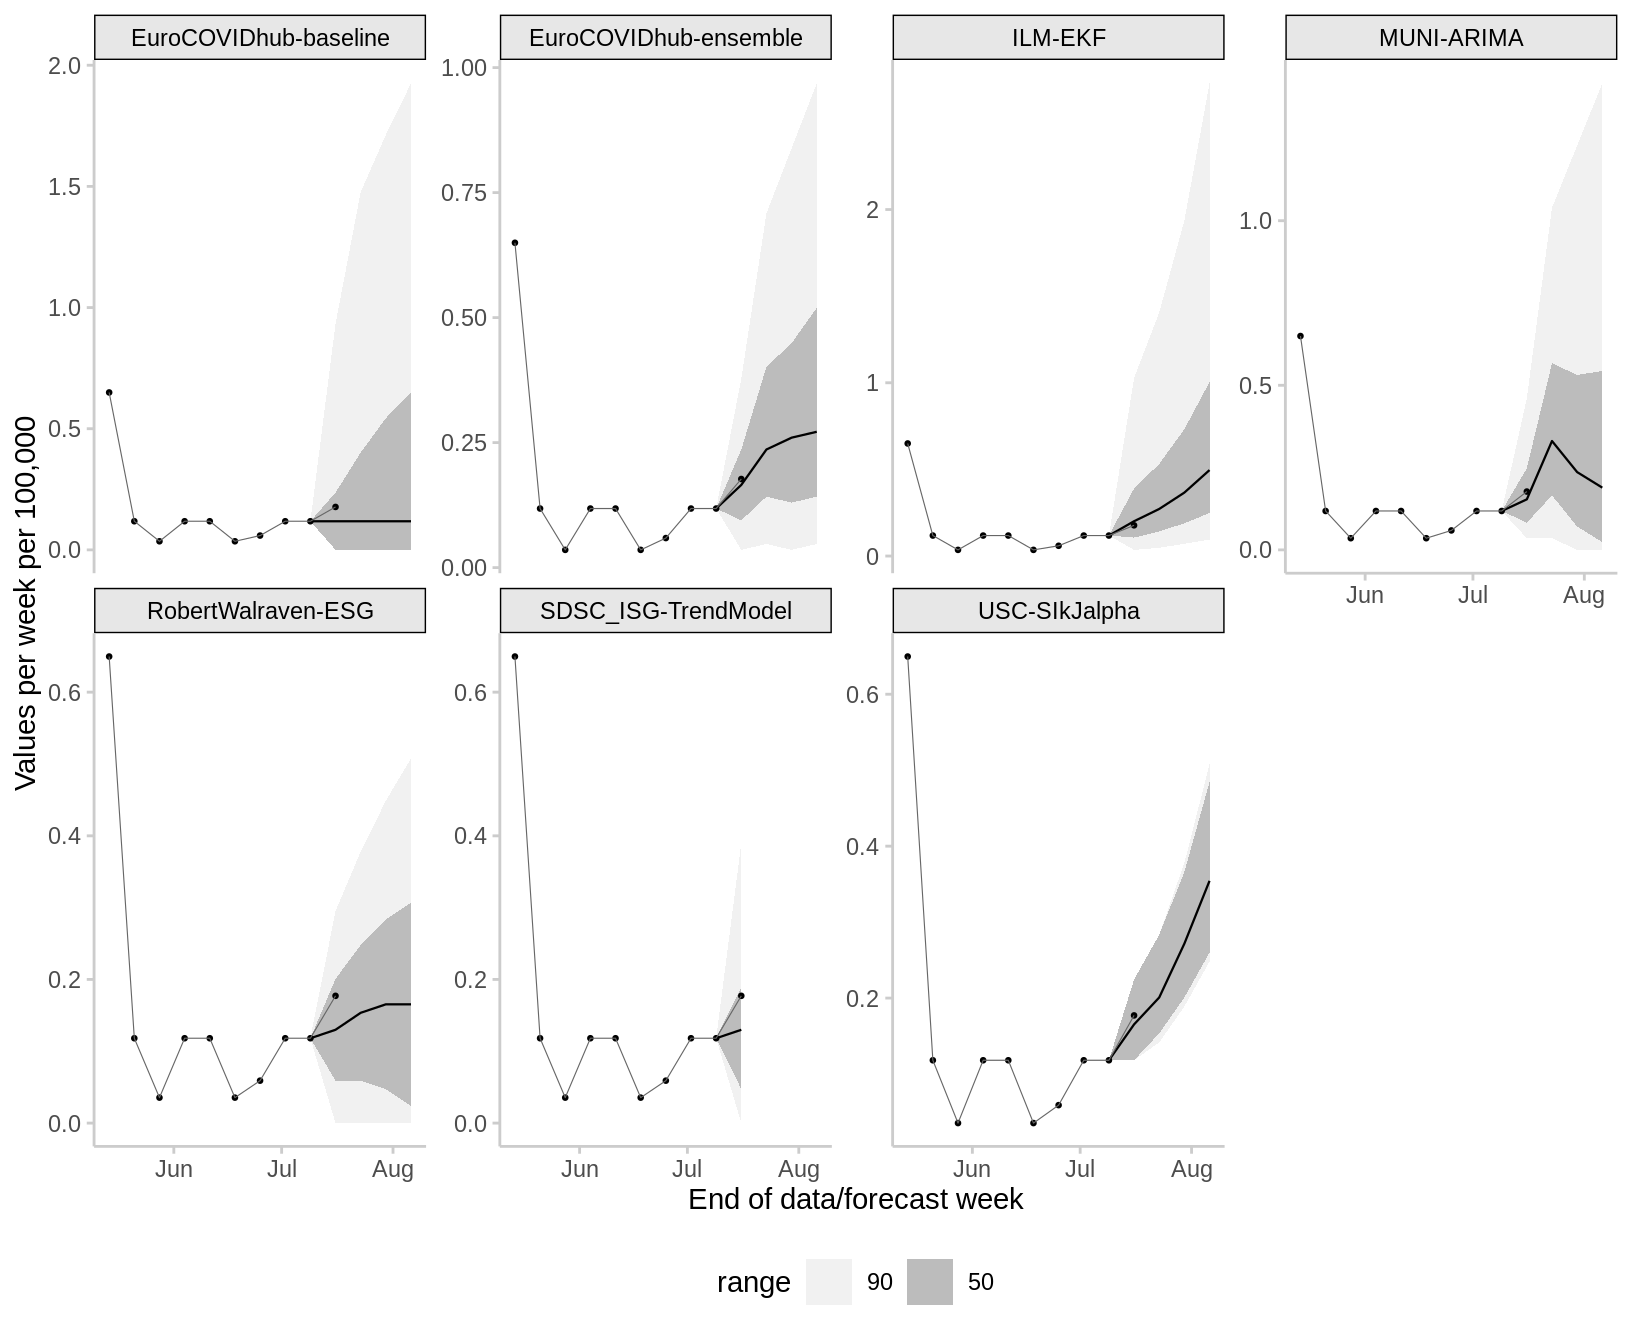 EuroCOVIDhub-baseline
EuroCOVIDhub-ensemble
ILM-EKF
MUNI-ARIMA
2.0
1.5
1.0
0.5
0.0
1.00
0.75
0.50
0.25
0.00
2
1
0
1.0
0.5
0.0
Jun Jul Aug
Values per week per 100,000
RobertWalraven-ESG
SDSC_ISG-TrendModel
USC-SIkJalpha
0.6
0.4
0.2
0.0
Jun Jul Aug
0.6
0.4
0.2
0.0
Jun Jul Aug
0.6
0.4
0.2
Jun Jul Aug
End of data/forecast week
range 90 50